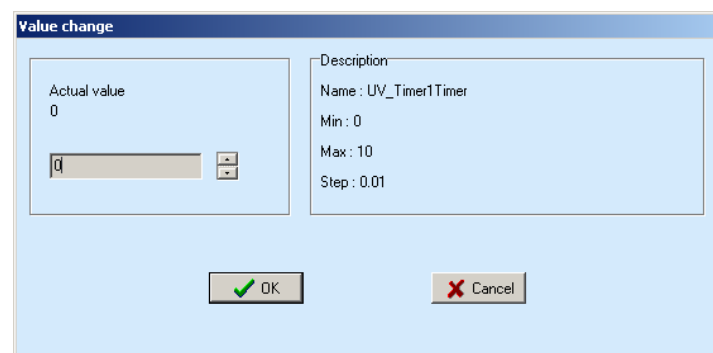 Value change
Actual value
0
0
Description
Name : UV_Timer1Timer
Min : 0
Max : 10
Step : 0.01
OK
Cancel